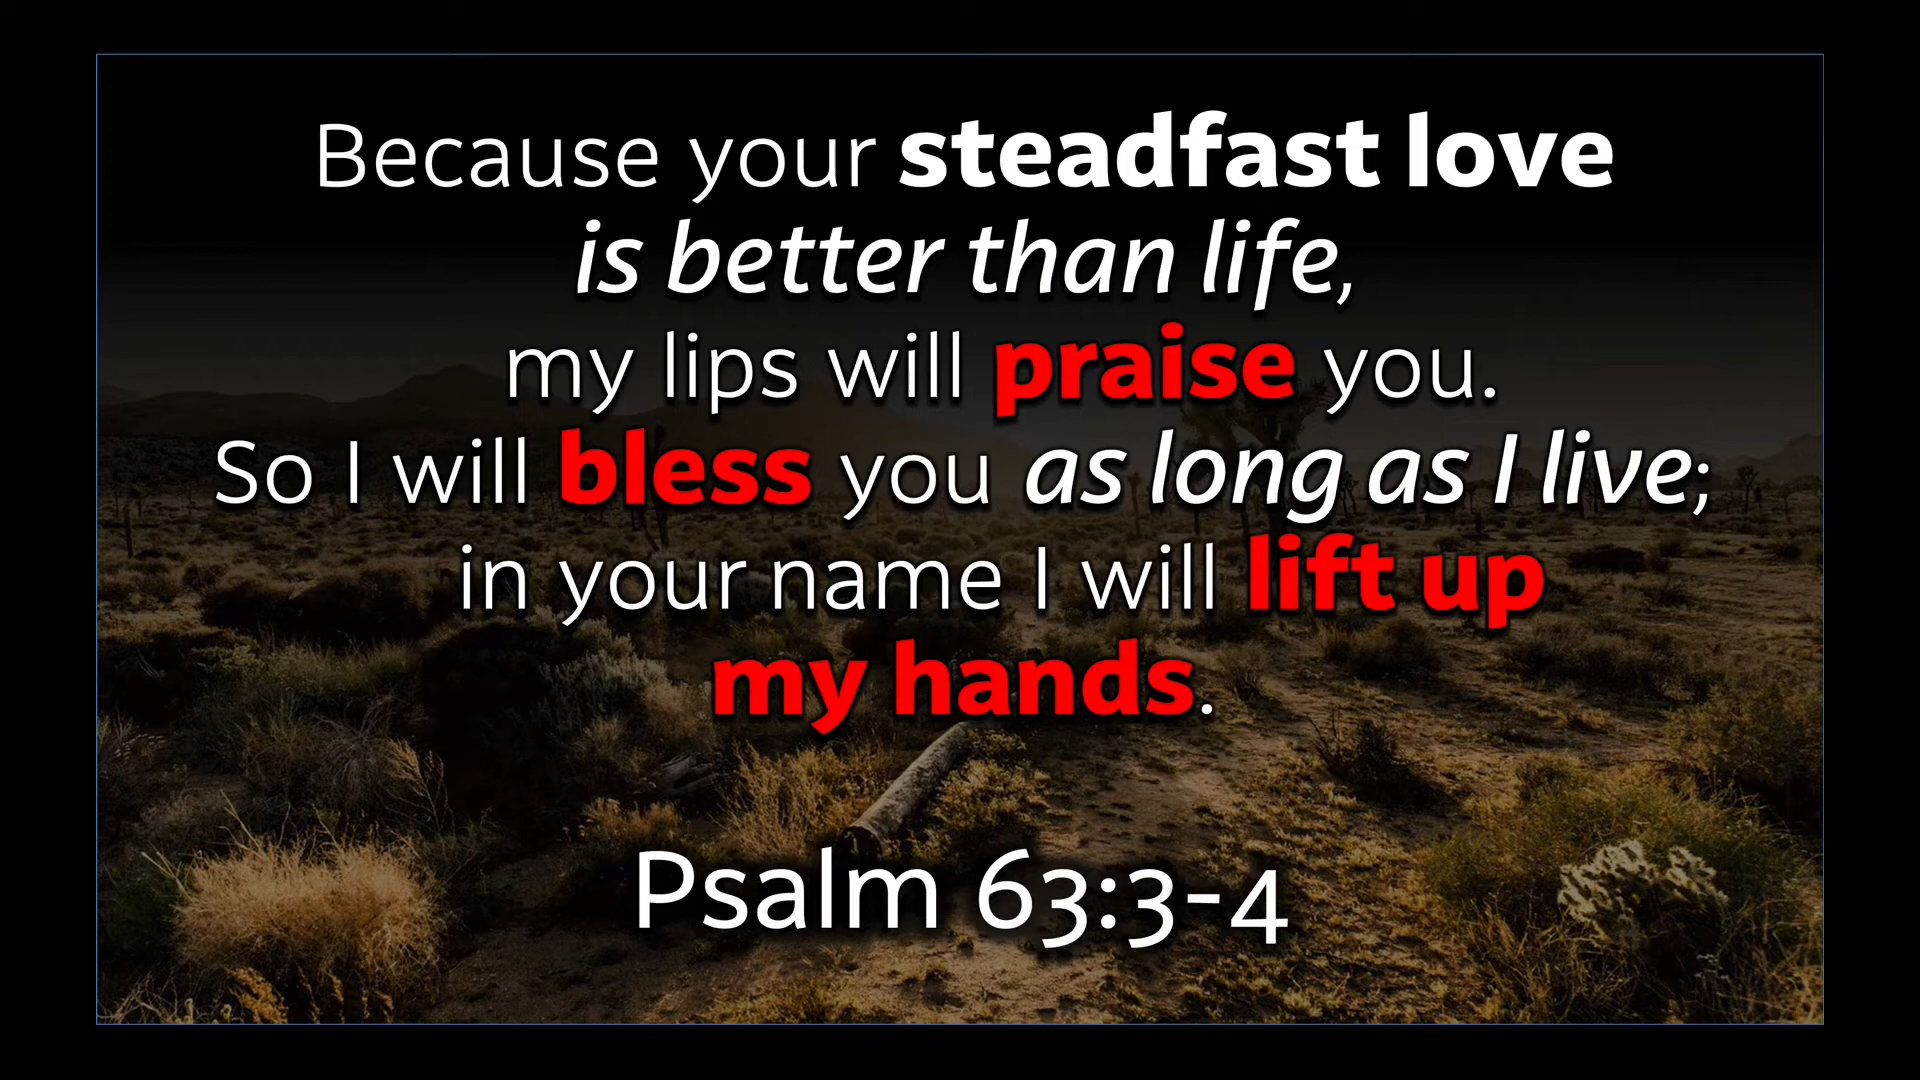 Because your steadfast love
is better than life,
my lips will praise you.
So I will bless you as long as I live;
in your name I will lift up
my hands.
Psalm 63:3-4